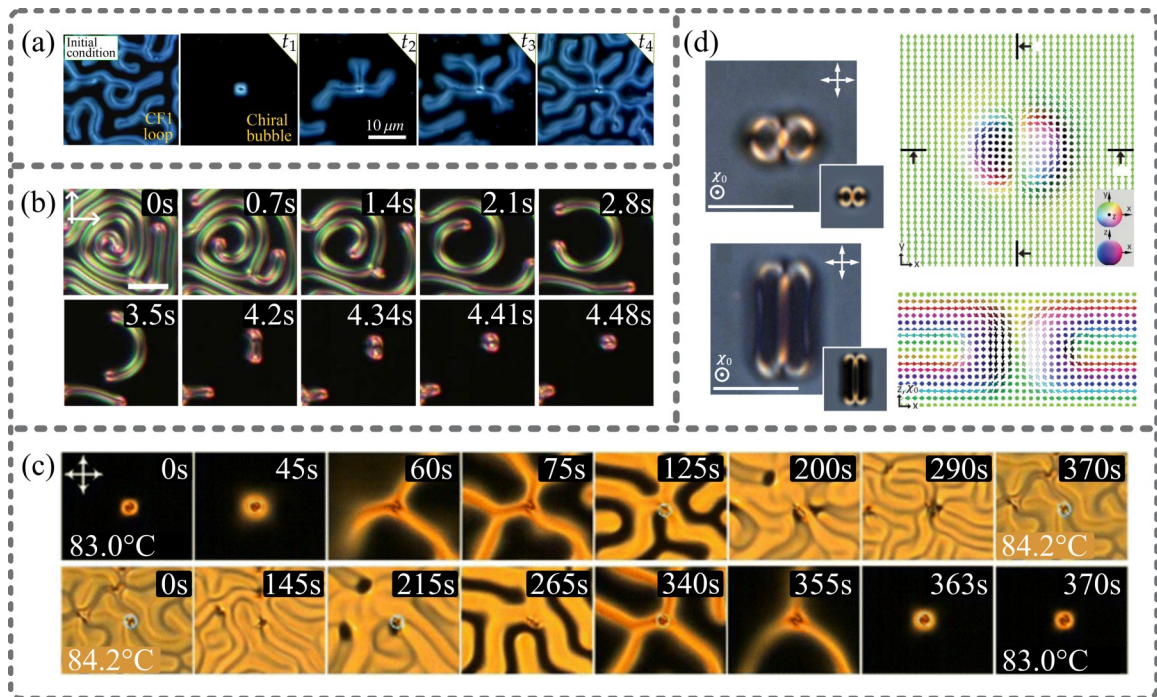 (a)
Initial
condition
CF1
loop
t₁
Chiral
bubble
t₂
10 μm
t₃
t₄
(b)
0s
0.7s
1.4s
2.1s
2.8s
3.5s
4.2s
4.34s
4.41s
4.48s
(c)
0s
83.0°C
45s
60s
75s
125s
200s
290s
370s
84.2°C
0s
84.2°C
145s
215s
265s
340s
355s
363s
370s
83.0°C
(d)
χ₀
χ₀
y
x
y
x
z
z
x
z, χ₀
x